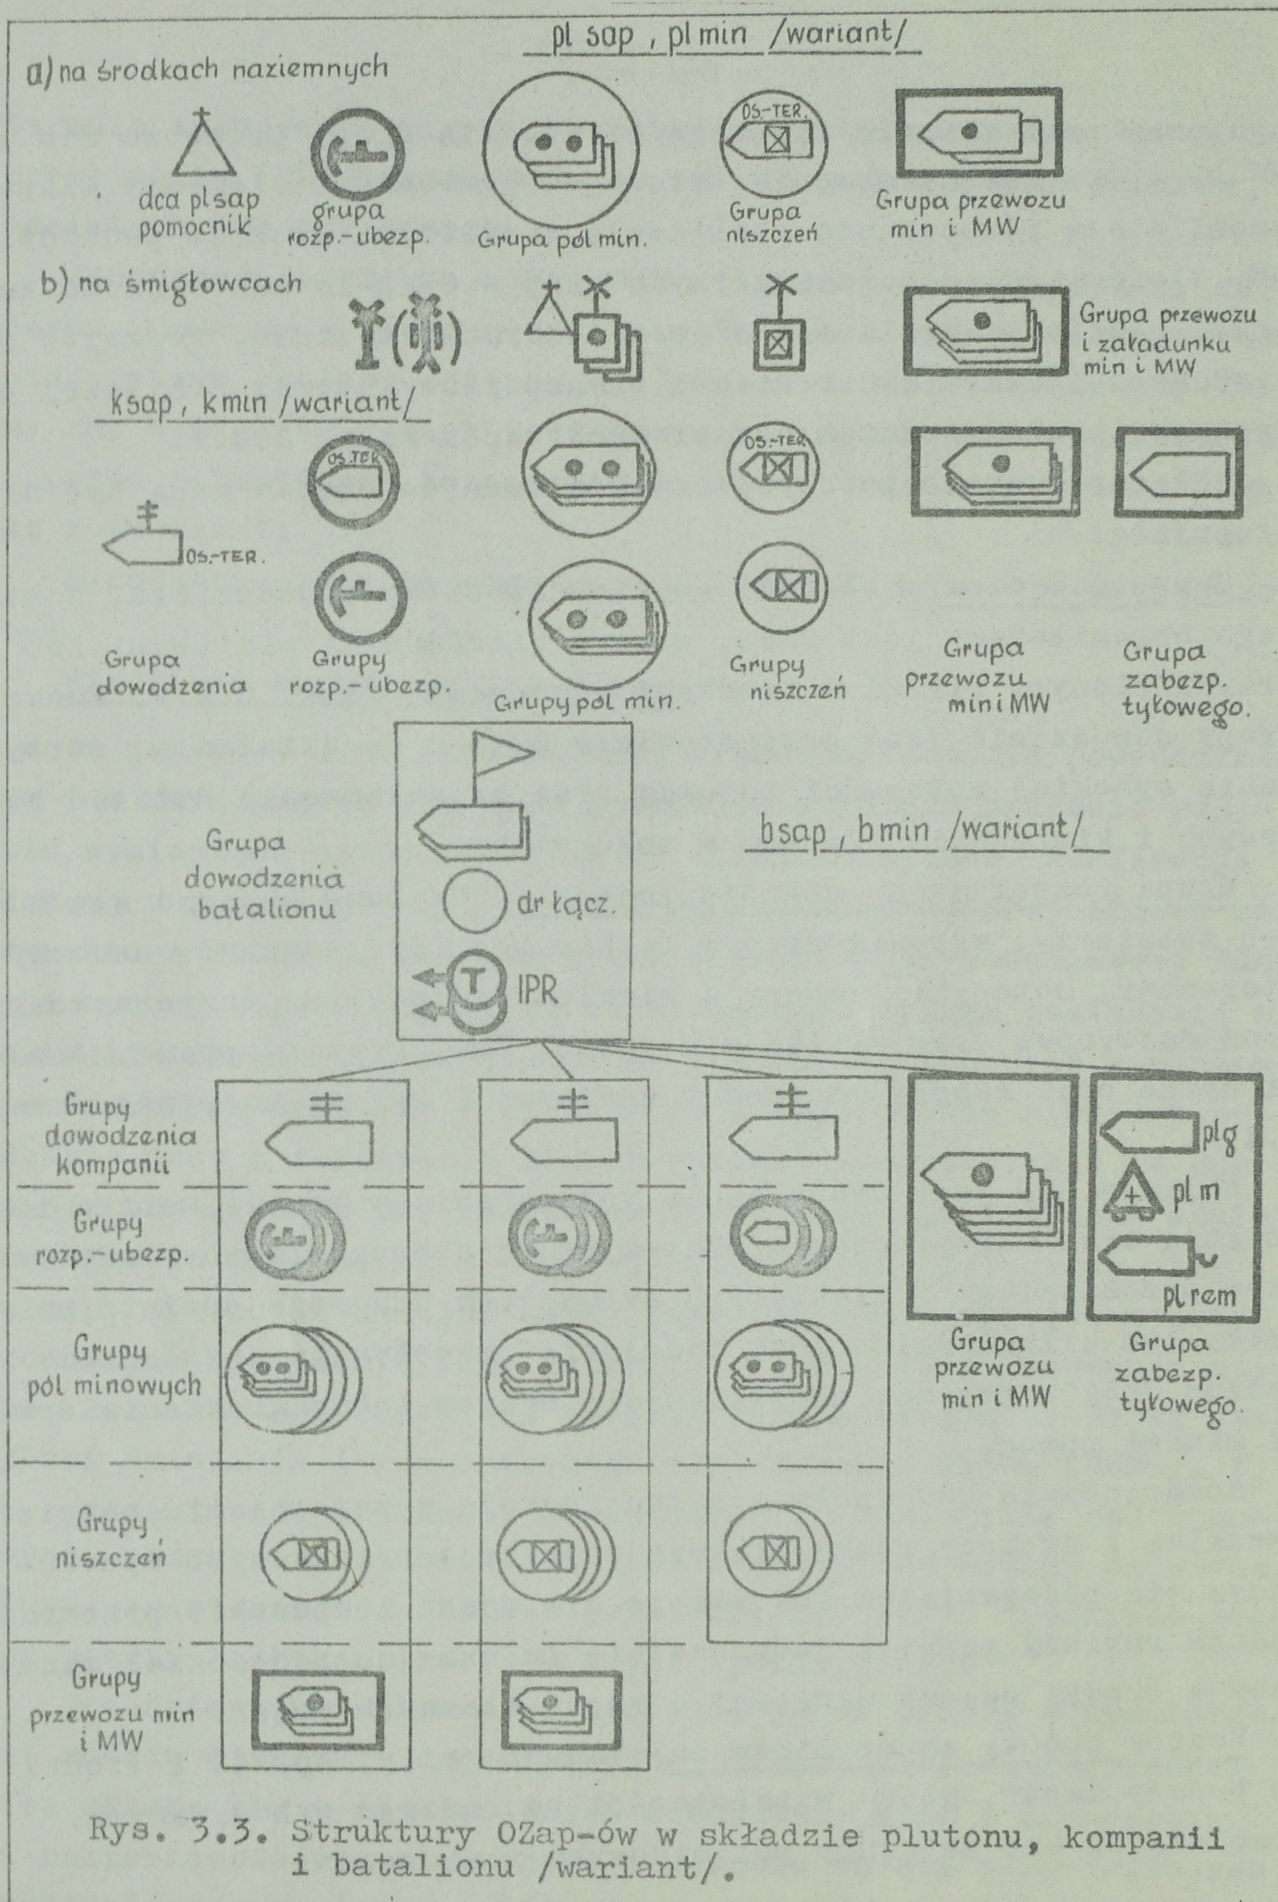 pl sap, pl min /wariant/
a) na środkach naziemnych
dca pl sap
pomocnik
grupa
rozp.-ubezp.
Grupa pól min.
OS.-TER.
Grupa
niszczeń
Grupa przewozu
min i MW
b) na śmigłowcach
Grupa przewozu
i załadunku
min i MW
ksap, kmin /wariant/
OS.-TER.
Grupa
dowodzenia
OS.TER
Grupy
rozp.-ubezp.
Grupy pól min.
OS.-TER
Grupy
niszczeń
Grupa
przewozu
min i MW
Grupa
zabezp.
tyłowego.
bsap, bmin /wariant/
Grupa
dowodzenia
batalionu
dr łącz.
T
IPR
Grupy
dowodzenia
kompanii
Grupy
rozp.-ubezp.
Grupy
pól minowych
Grupy
niszczeń
Grupy
przewozu min
i MW
Grupa
przewozu
min i MW
plg
pl m
pl rem
Grupa
zabezp.
tyłowego.
Rys. 3.3. Struktury OZap-ów w składzie plutonu, kompanii
i batalionu /wariant/.